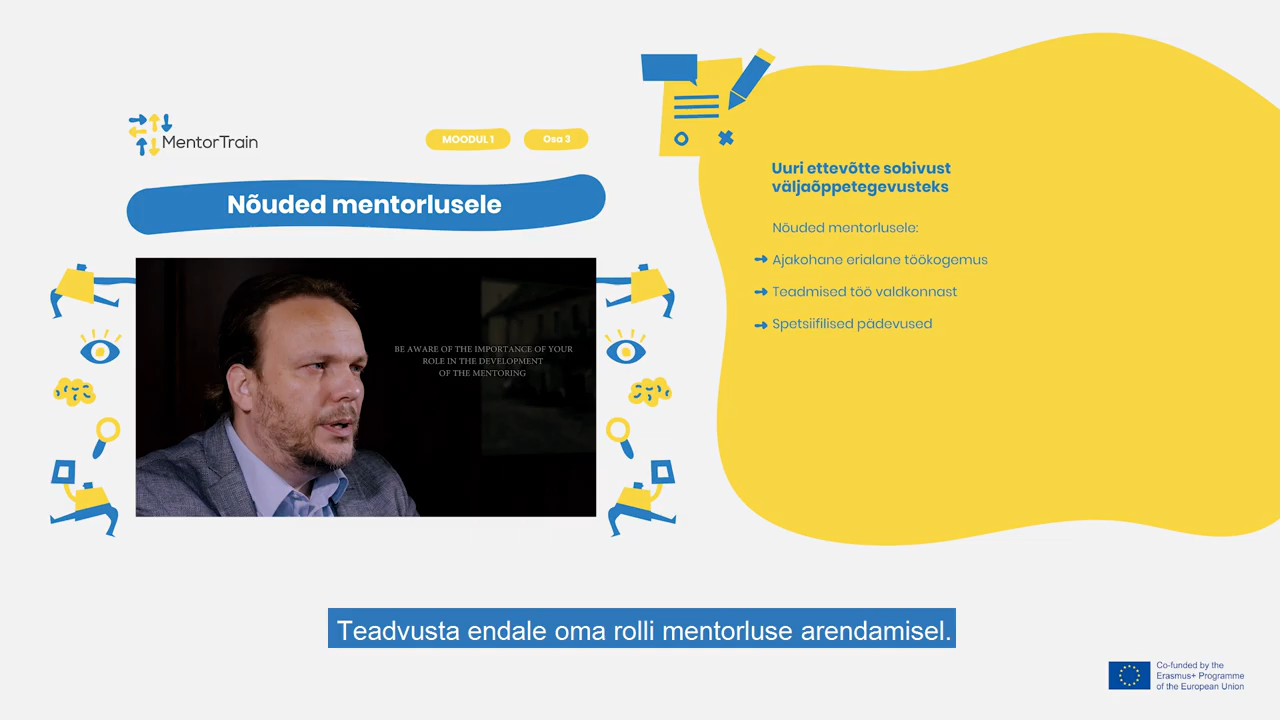 MentorTrain
MOODUL 1
Osa 3
Nõuded mentorlusele
BE AWARE OF THE IMPORTANCE OF YOUR
ROLE IN THE DEVELOPMENT
OF THE MENTORING
Uuri ettevõtte sobivust
väljaõppetegevusteks
Nõuded mentorlusele:
Ajakohane erialane töökogemus
Teadmised töö valdkonnast
Spetsiifilised pädevused
Teadvusta endale oma rolli mentorluse arendamisel.
Co-funded by the
Erasmus+ Programme
of the European Union